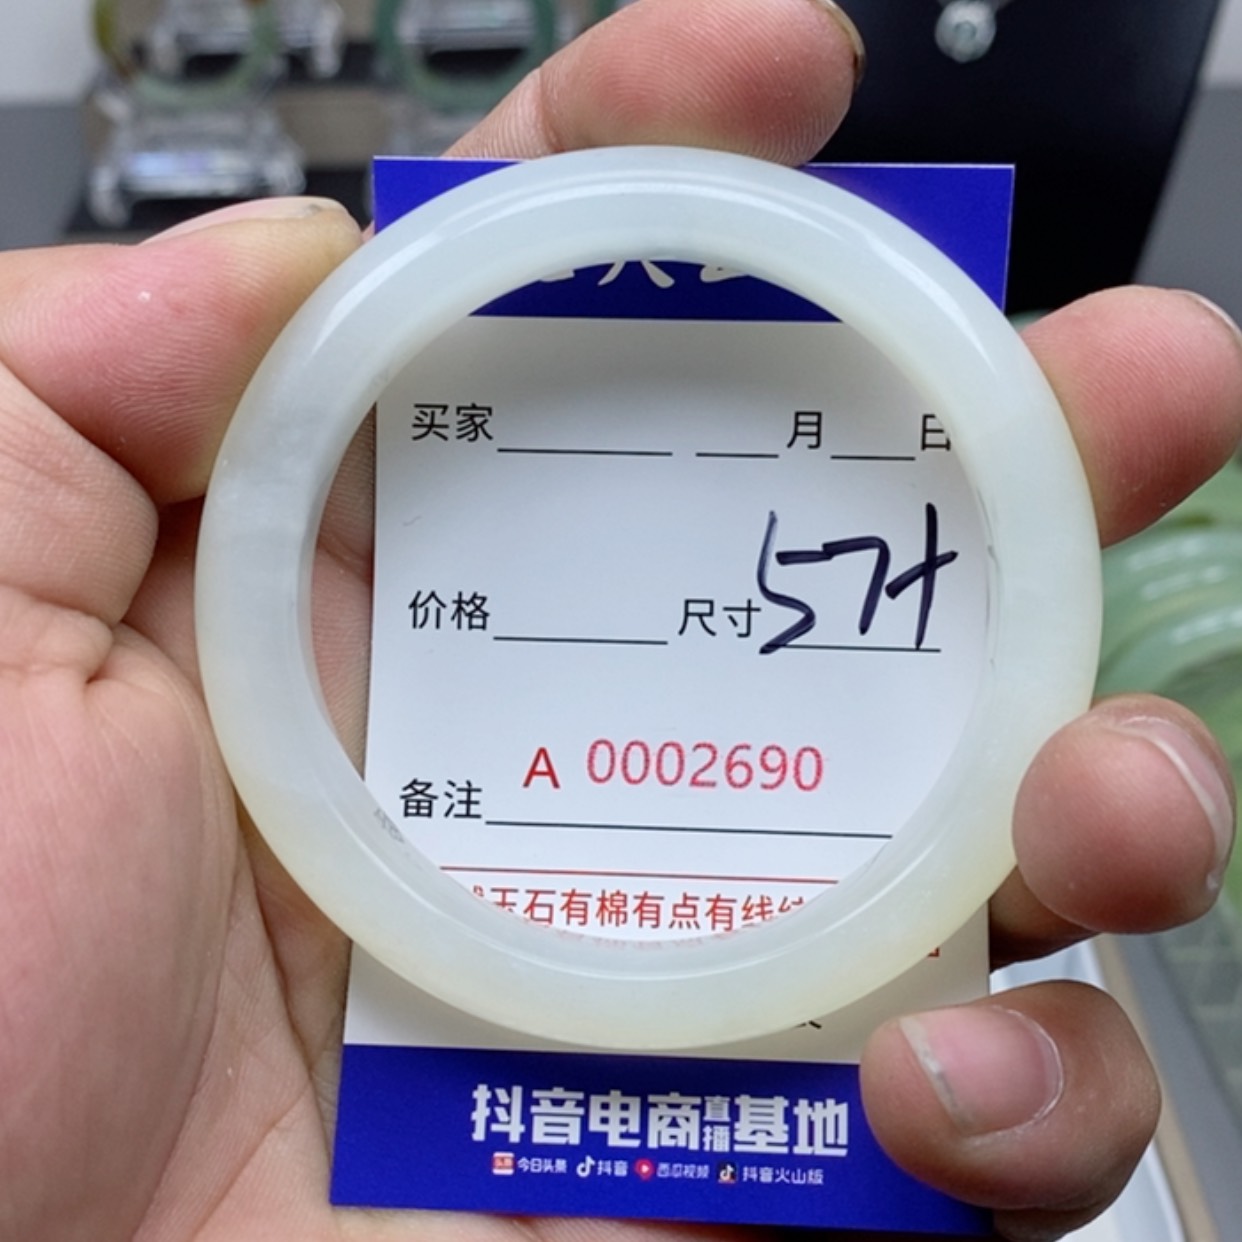 买家 月 日
价格 尺寸 57+
备注 A 0002690
玉石有棉有点有线
抖音电商直播基地
今日头条 抖音 西瓜视频 抖音火山版